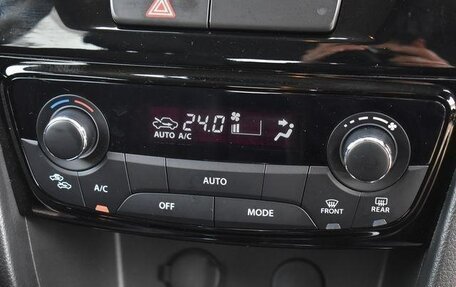 24.0
AUTO A/C
AUTO
A/C
OFF
MODE
FRONT
REAR